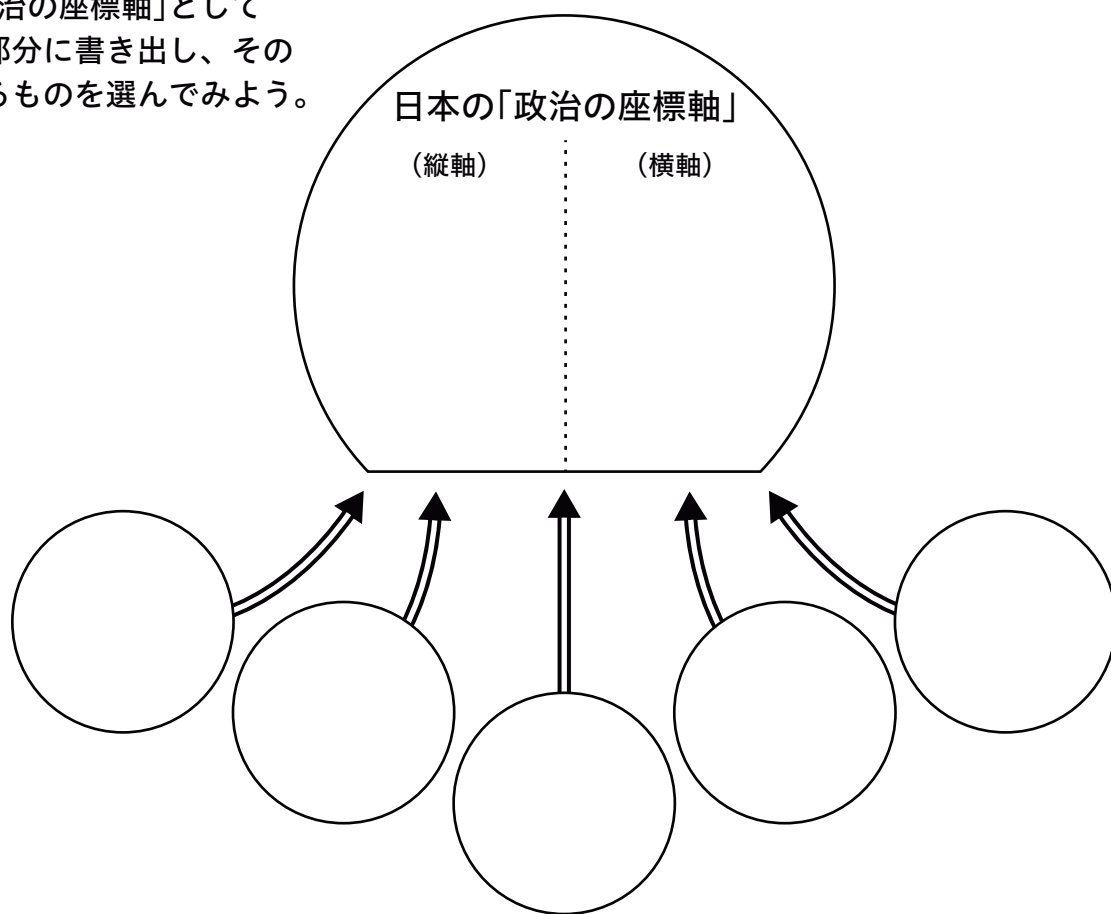 治の座標軸」として
部分に書き出し、その
るものを選んでみよう。
日本の「政治の座標軸」
（縦軸）
（横軸）